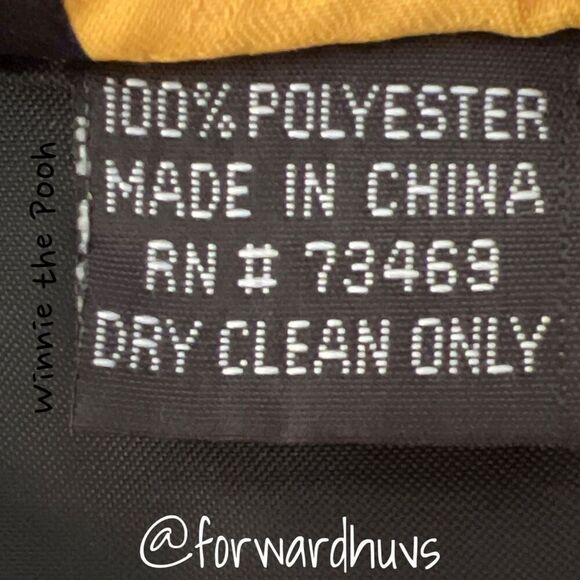 100% POLYESTER
MADE IN CHINA
RN # 73469
DRY CLEAN ONLY
Winnie the Pooh
@forwardhuvs